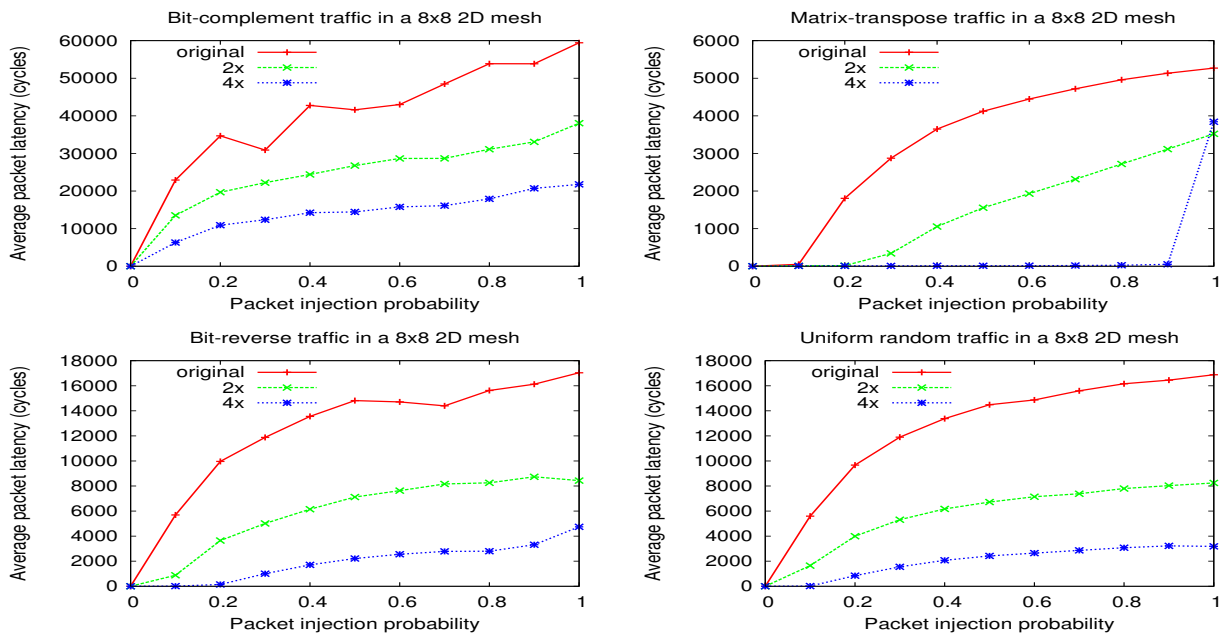 Bit-complement traffic in a 8x8 2D mesh
Average packet latency (cycles)
60000
50000
40000
30000
20000
10000
0
original
2x
4x
0 0.2 0.4 0.6 0.8 1
Packet injection probability
Matrix-transpose traffic in a 8x8 2D mesh
Average packet latency (cycles)
6000
5000
4000
3000
2000
1000
0
original
2x
4x
0 0.2 0.4 0.6 0.8 1
Packet injection probability
Bit-reverse traffic in a 8x8 2D mesh
Average packet latency (cycles)
18000
16000
14000
12000
10000
8000
6000
4000
2000
0
original
2x
4x
0 0.2 0.4 0.6 0.8 1
Packet injection probability
Uniform random traffic in a 8x8 2D mesh
Average packet latency (cycles)
18000
16000
14000
12000
10000
8000
6000
4000
2000
0
original
2x
4x
0 0.2 0.4 0.6 0.8 1
Packet injection probability